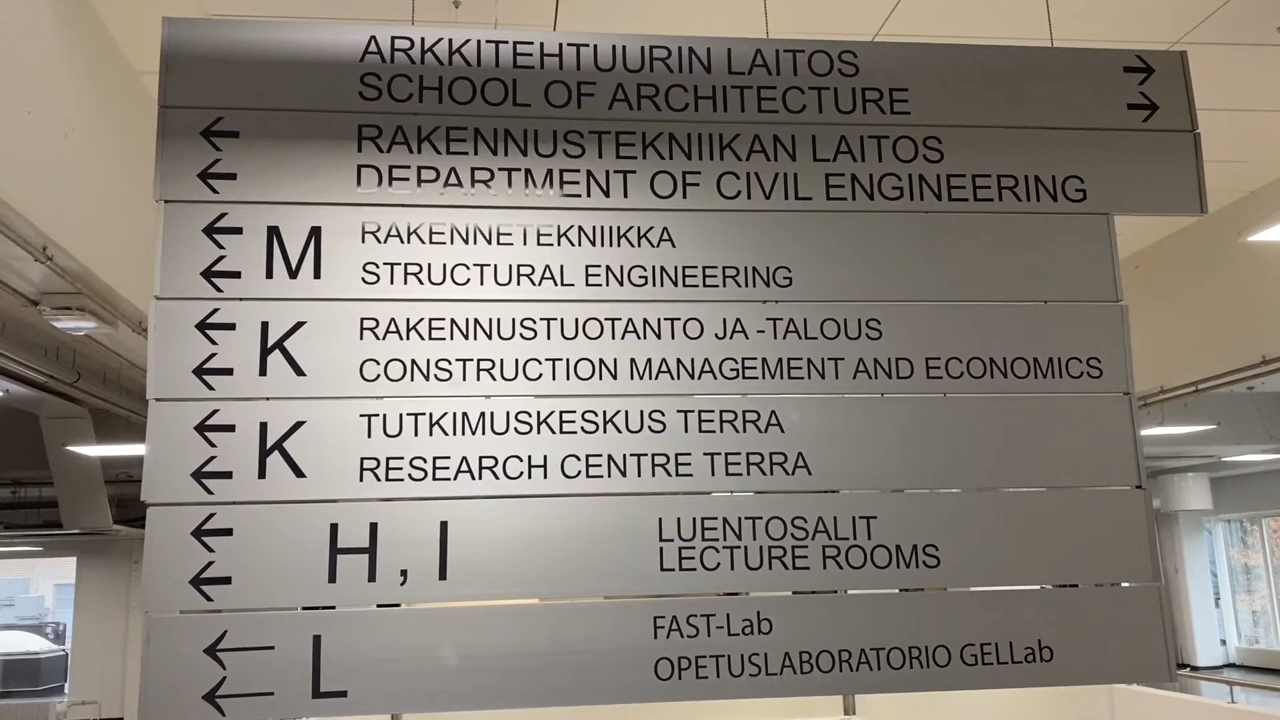 ARKKITEHTUURIN LAITOS →
SCHOOL OF ARCHITECTURE →
← RAKENNUSTEKNIIKAN LAITOS
← DEPARTMENT OF CIVIL ENGINEERING
← M RAKENNETEKNIIKKA
← STRUCTURAL ENGINEERING
← K RAKENNUSTUOTANTO JA -TALOUS
← CONSTRUCTION MANAGEMENT AND ECONOMICS
← K TUTKIMUSKESKUS TERRA
← RESEARCH CENTRE TERRA
← H, I LUENTOSALIT
← LECTURE ROOMS
← L FAST-Lab
← OPETUSLABORATORIO GELLab